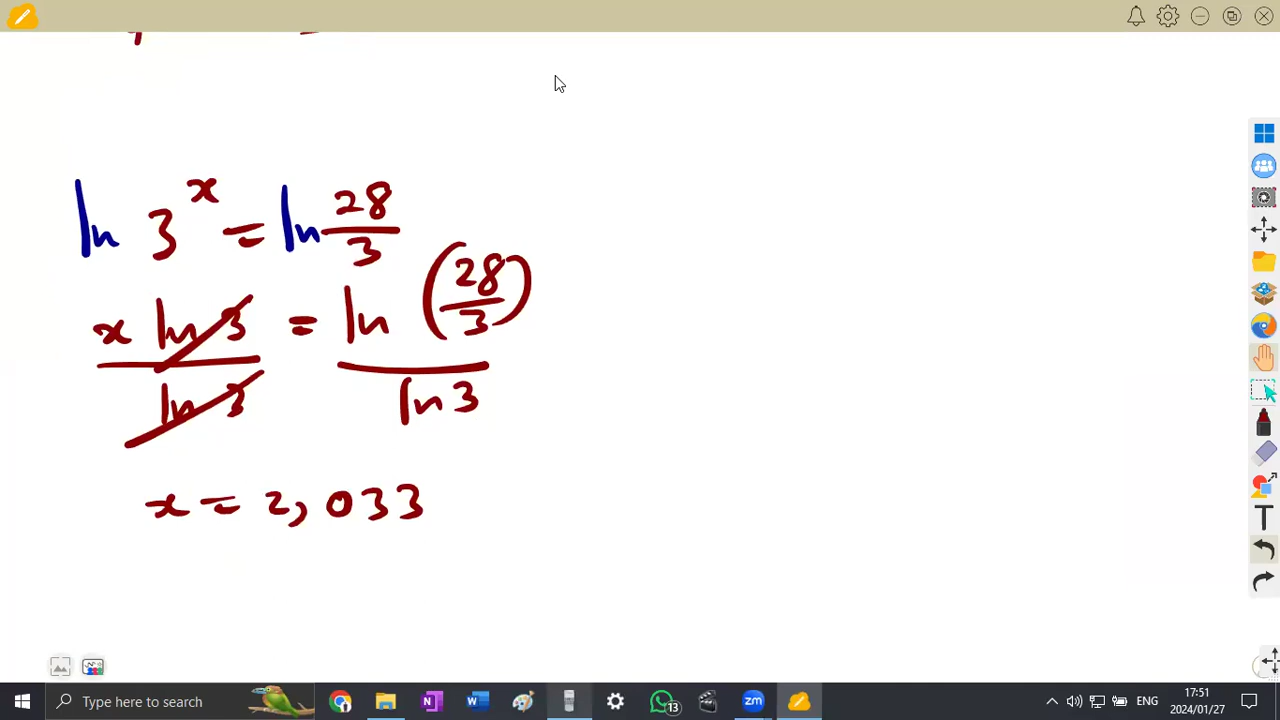 ln 3^x = ln 28/3
x ln 3 / ln 3 = ln (28/3) / ln 3
x = 2,033
T
Type here to search
N
W
13
zm
ENG
17:51
2024/01/27